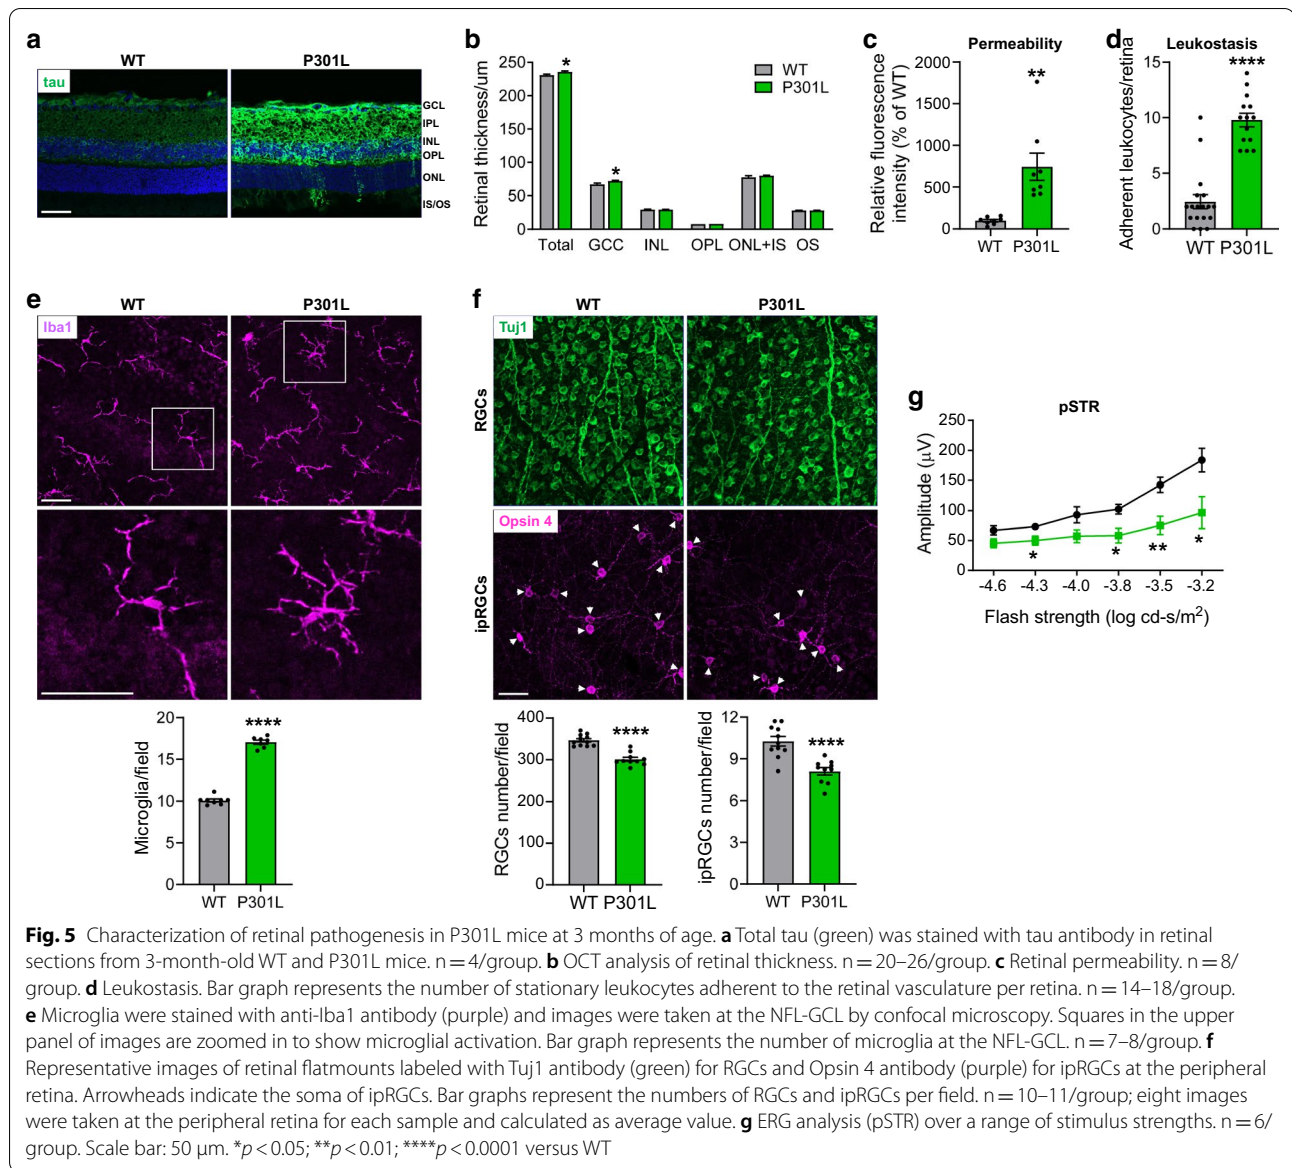 a
WT
P301L
tau
GCL
IPL
INL
OPL
ONL
IS/OS
b
Retinal thickness/um
250
200
150
100
50
0
Total GCC INL OPL ONL+IS OS
WT
P301L
*
*
c
Permeability
Relative fluorescence
intensity (% of WT)
2000
1500
1000
500
0
**
WT P301L
d
Leukostasis
Adherent leukocytes/retina
15
10
5
0
****
WT P301L
e
WT
P301L
Iba1
Microglia/field
20
15
10
5
0
****
WT P301L
f
WT
P301L
Tuj1
RGCs
Opsin 4
ipRGCs
RGCs number/field
400
300
200
100
0
****
WT P301L
ipRGCs number/field
12
9
6
3
0
****
WT P301L
g
pSTR
Amplitude (µV)
250
200
150
100
50
0
* * ** *
-4.6 -4.3 -4.0 -3.8 -3.5 -3.2
Flash strength (log cd-s/m²)
Fig. 5 Characterization of retinal pathogenesis in P301L mice at 3 months of age. a Total tau (green) was stained with tau antibody in retinal
sections from 3-month-old WT and P301L mice. n = 4/group. b OCT analysis of retinal thickness. n = 20–26/group. c Retinal permeability. n = 8/
group. d Leukostasis. Bar graph represents the number of stationary leukocytes adherent to the retinal vasculature per retina. n = 14–18/group.
e Microglia were stained with anti-Iba1 antibody (purple) and images were taken at the NFL-GCL by confocal microscopy. Squares in the upper
panel of images are zoomed in to show microglial activation. Bar graph represents the number of microglia at the NFL-GCL. n = 7–8/group. f
Representative images of retinal flatmounts labeled with Tuj1 antibody (green) for RGCs and Opsin 4 antibody (purple) for ipRGCs at the peripheral
retina. Arrowheads indicate the soma of ipRGCs. Bar graphs represent the numbers of RGCs and ipRGCs per field. n = 10–11/group; eight images
were taken at the peripheral retina for each sample and calculated as average value. g ERG analysis (pSTR) over a range of stimulus strengths. n = 6/
group. Scale bar: 50 µm. *p < 0.05; **p < 0.01; ****p < 0.0001 versus WT